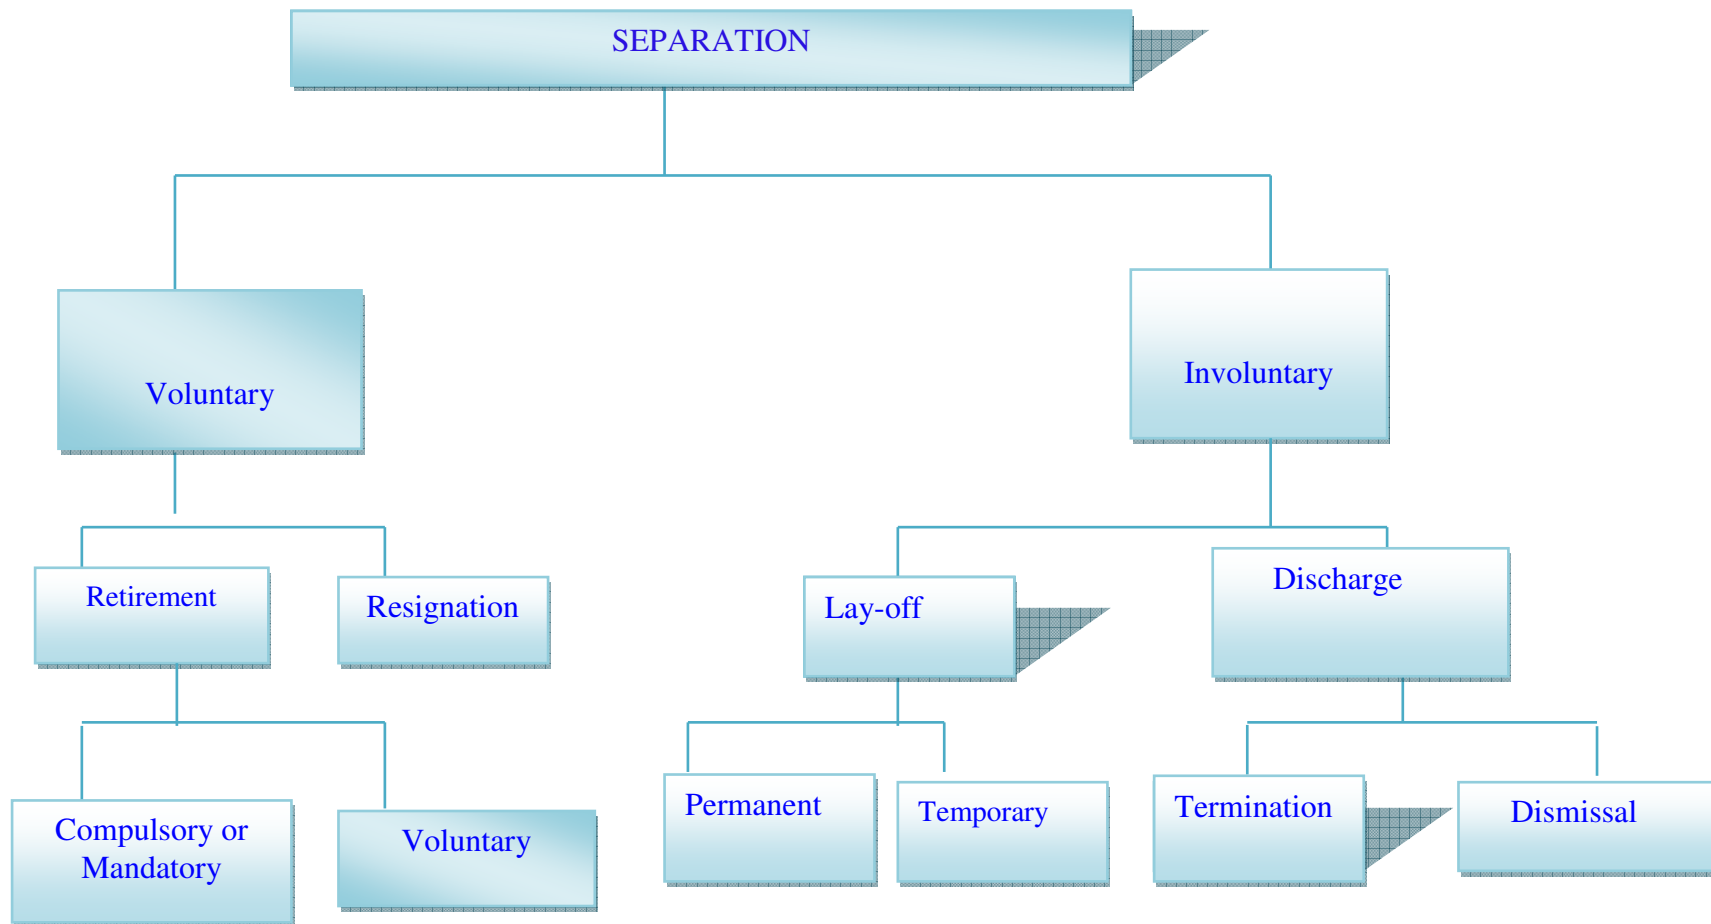 SEPARATION
Voluntary
Involuntary
Retirement
Resignation
Lay-off
Discharge
Compulsory or
Mandatory
Voluntary
Permanent
Temporary
Termination
Dismissal